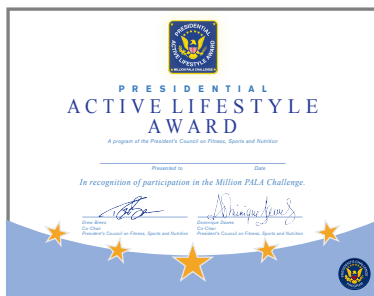 PRESIDENTIAL
ACTIVE LIFESTYLE AWARD
• MILLION PALA CHALLENGE •
PRESIDENTIAL
ACTIVE LIFESTYLE
AWARD
A program of the President's Council on Fitness, Sports and Nutrition
Presented to Date
In recognition of participation in the Million PALA Challenge.
Drew Brees Dominique Dawes
Co-Chair Co-Chair
President's Council on Fitness, Sports and Nutrition President's Council on Fitness, Sports and Nutrition